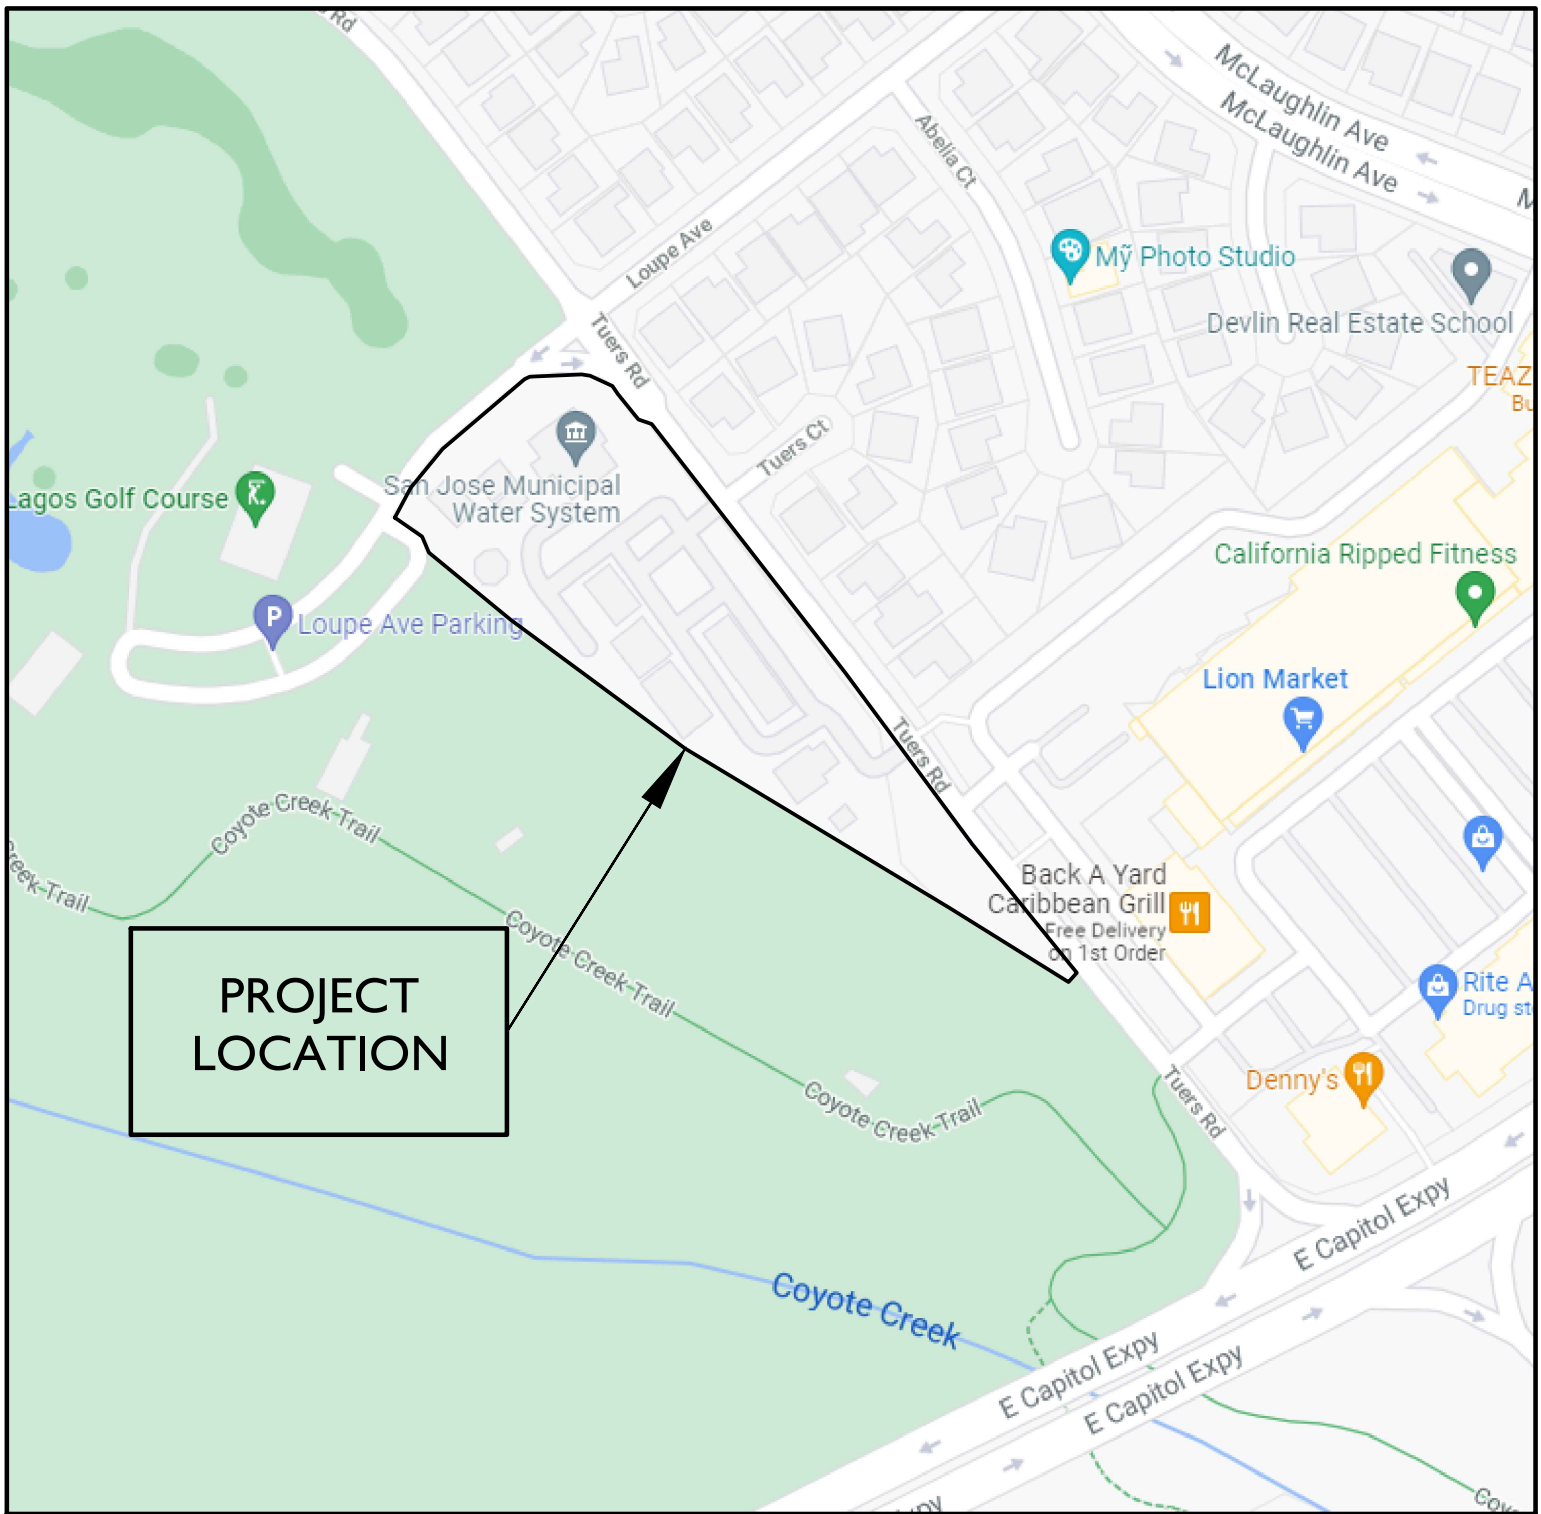 Rd
McLaughlin Ave
McLaughlin Ave
Abelia Ct
Loupe Ave
Mỹ Photo Studio
Devlin Real Estate School
Tuers Rd
TEAZ
Bu
Tuers Ct
San Jose Municipal
Water System
Lagos Golf Course
P
Loupe Ave Parking
California Ripped Fitness
Lion Market
Tuers Rd
Coyote Creek Trail
Creek Trail
Back A Yard
Caribbean Grill
Free Delivery
on 1st Order
Coyote Creek Trail
PROJECT
LOCATION
Rite A
Drug st
Denny's
Coyote Creek Trail
Tuers Rd
E Capitol Expy
Coyote Creek
E Capitol Expy
E Capitol Expy